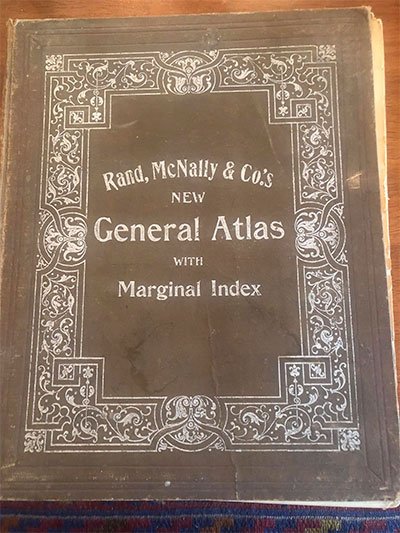 Rand, McNally & Co.'s
NEW
General Atlas
WITH
Marginal Index